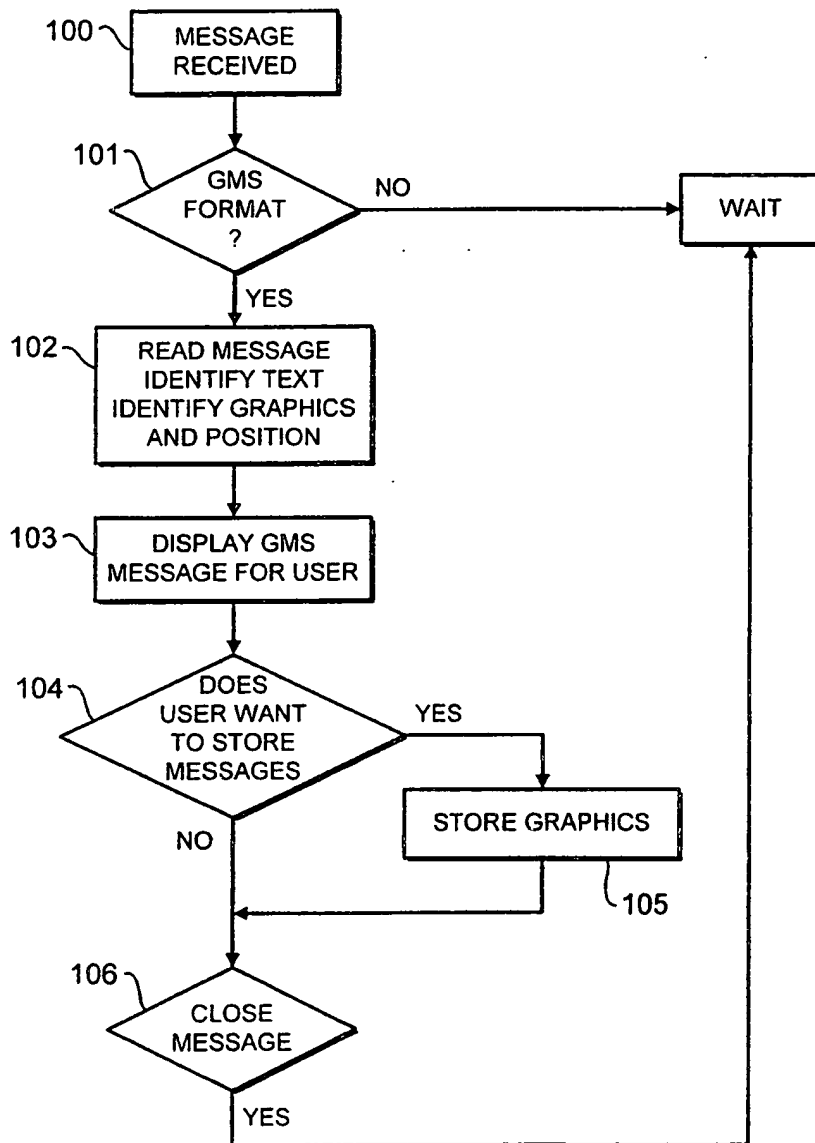 100
MESSAGE
RECEIVED
101
GMS
FORMAT
?
NO
WAIT
YES
102
READ MESSAGE
IDENTIFY TEXT
IDENTIFY GRAPHICS
AND POSITION
103
DISPLAY GMS
MESSAGE FOR USER
104
DOES
USER WANT
TO STORE
MESSAGES
YES
STORE GRAPHICS
105
NO
106
CLOSE
MESSAGE
YES